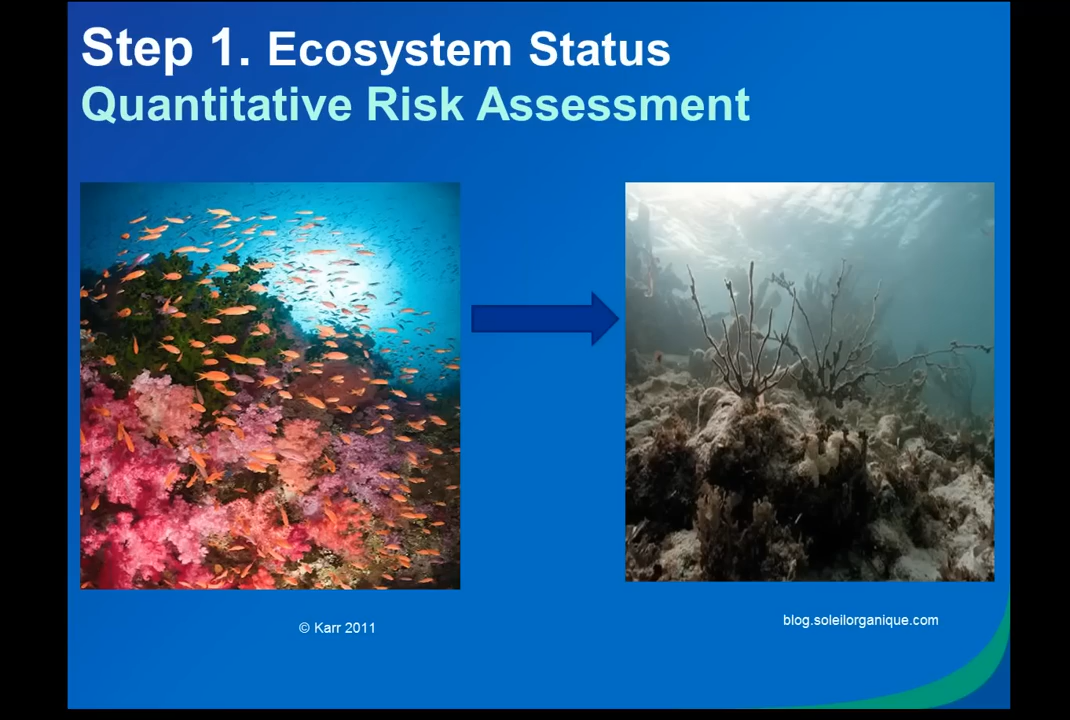 Step 1. Ecosystem Status
Quantitative Risk Assessment
© Karr 2011
blog.soleilorganique.com